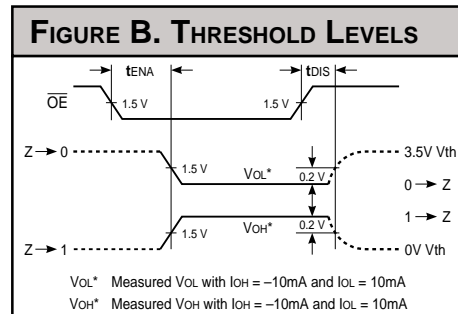 FIGURE B. THRESHOLD LEVELS
tENA tDIS
OE 1.5 V 1.5 V
Z → 0 1.5 V VOL* 0.2 V 3.5V Vth
0 → Z
1 → Z
Z → 1 1.5 V VOH* 0.2 V 0V Vth
VOL* Measured VOL with IOH = –10mA and IOL = 10mA
VOH* Measured VOH with IOH = –10mA and IOL = 10mA